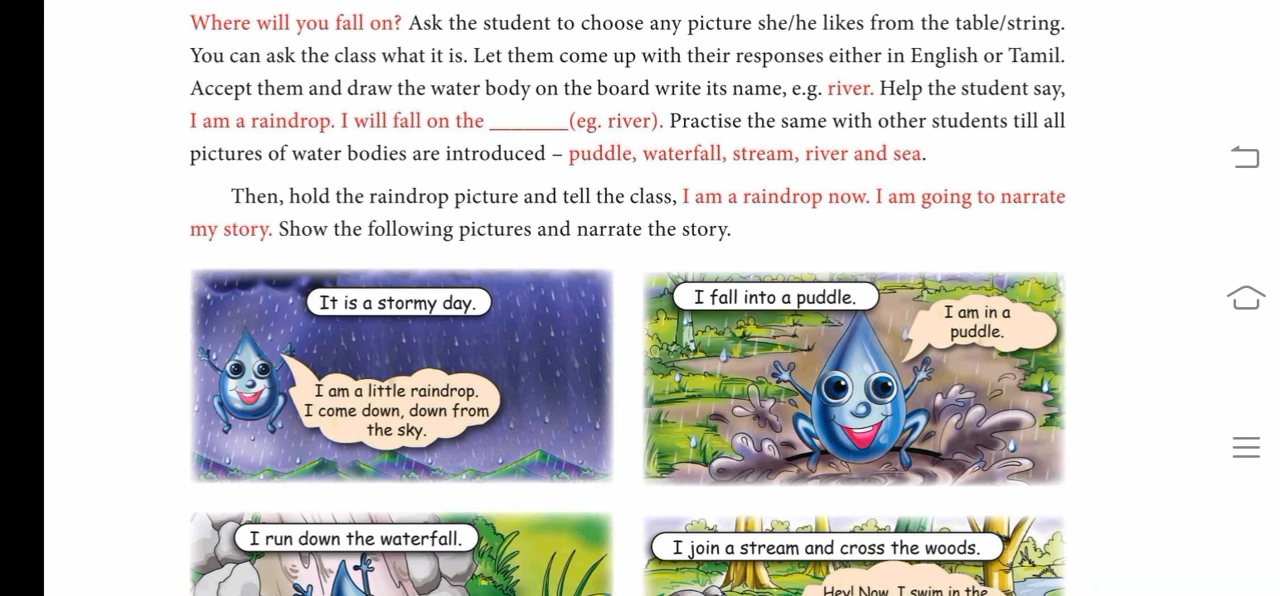 Where will you fall on? Ask the student to choose any picture she/he likes from the table/string.
You can ask the class what it is. Let them come up with their responses either in English or Tamil.
Accept them and draw the water body on the board write its name, e.g. river. Help the student say,
I am a raindrop. I will fall on the _______(eg. river). Practise the same with other students till all
pictures of water bodies are introduced – puddle, waterfall, stream, river and sea.
Then, hold the raindrop picture and tell the class, I am a raindrop now. I am going to narrate
my story. Show the following pictures and narrate the story.
It is a stormy day.
I am a little raindrop.
I come down, down from
the sky.
I fall into a puddle.
I am in a
puddle.
I run down the waterfall.
I join a stream and cross the woods.
Hey! Now, I swim in the